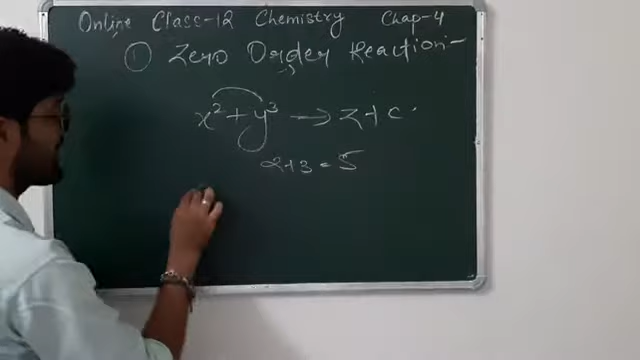 Online Class-12 Chemistry Chap-4
① Zero Order Reaction-
x² + y³ → z + c
2+3 = 5